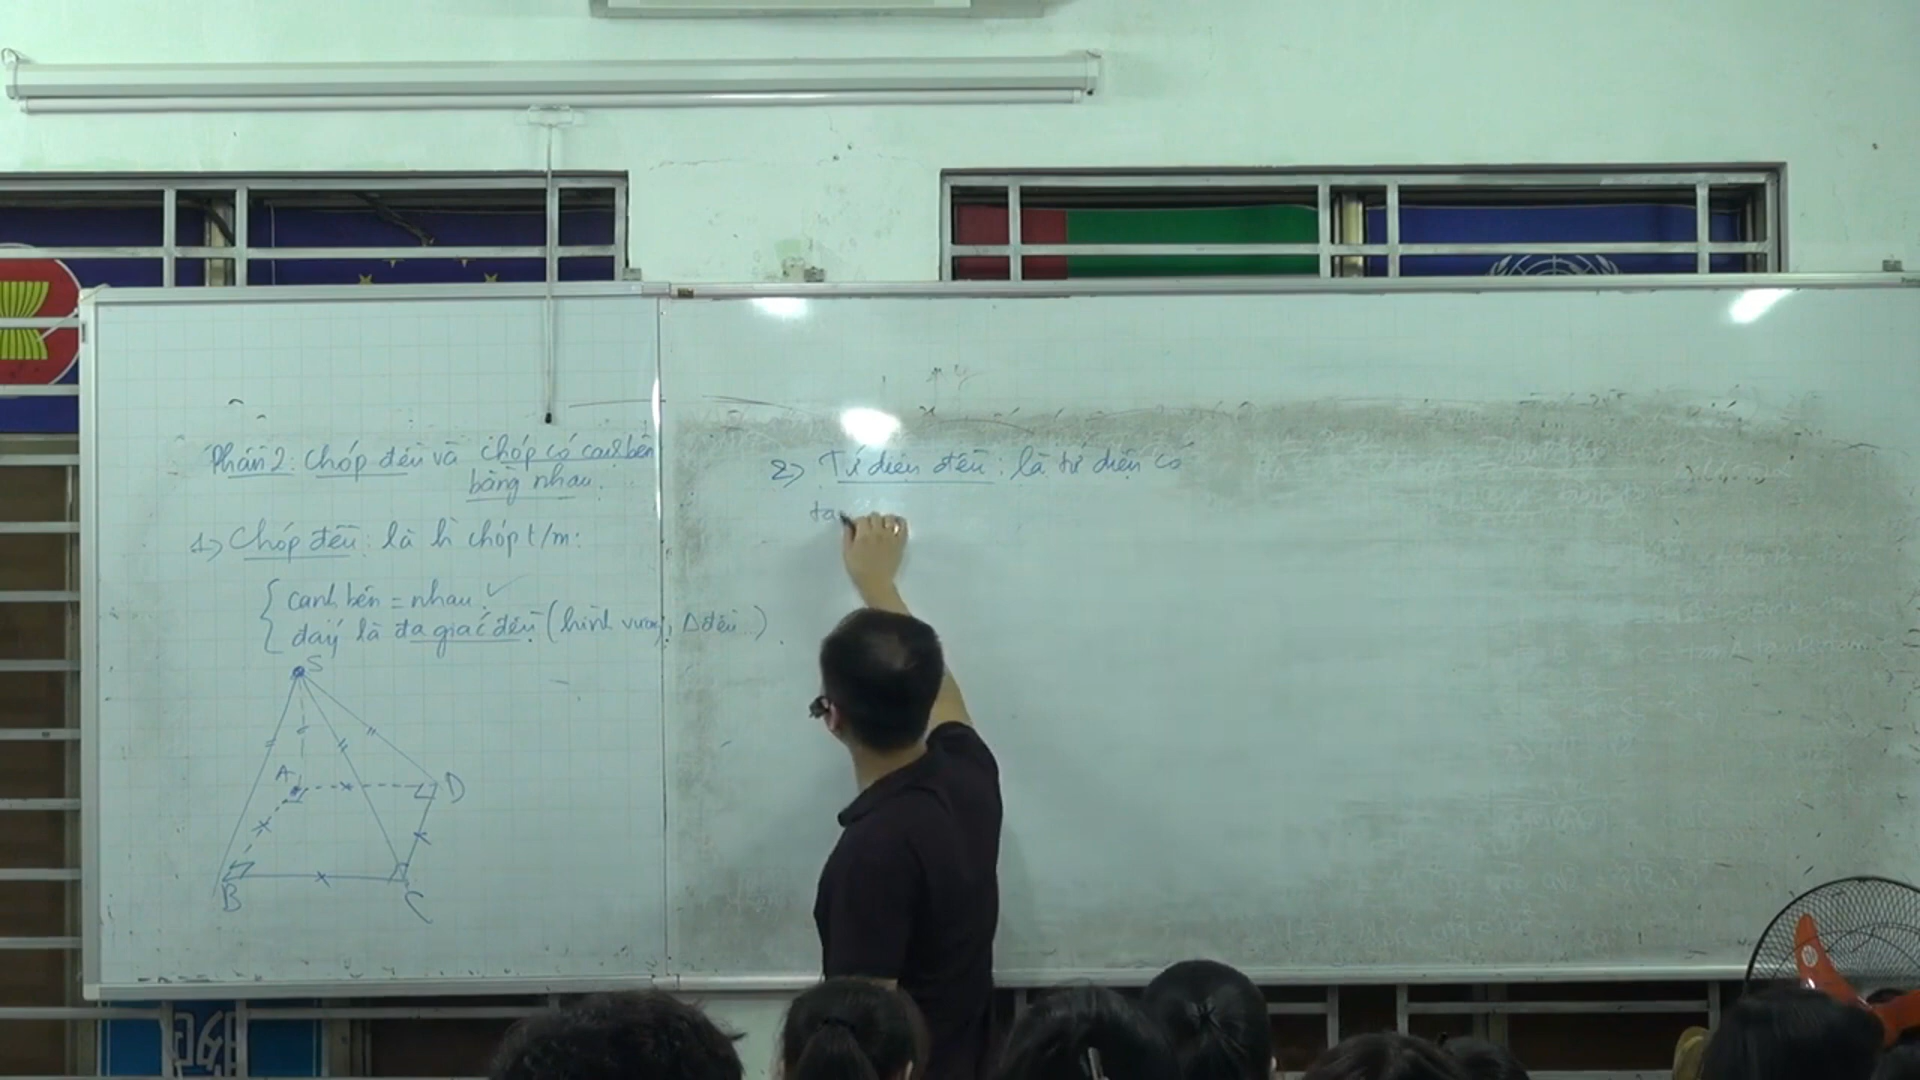 Phần 2: Chóp đều và chóp có cạnh bên
bằng nhau.
1) Chóp đều: là h chóp t/m:
cạnh bên = nhau
đáy là đa giác đều (hình vuông, Δ đều..)
S
A
D
B
C
2) Tứ diện đều: là tứ diện có